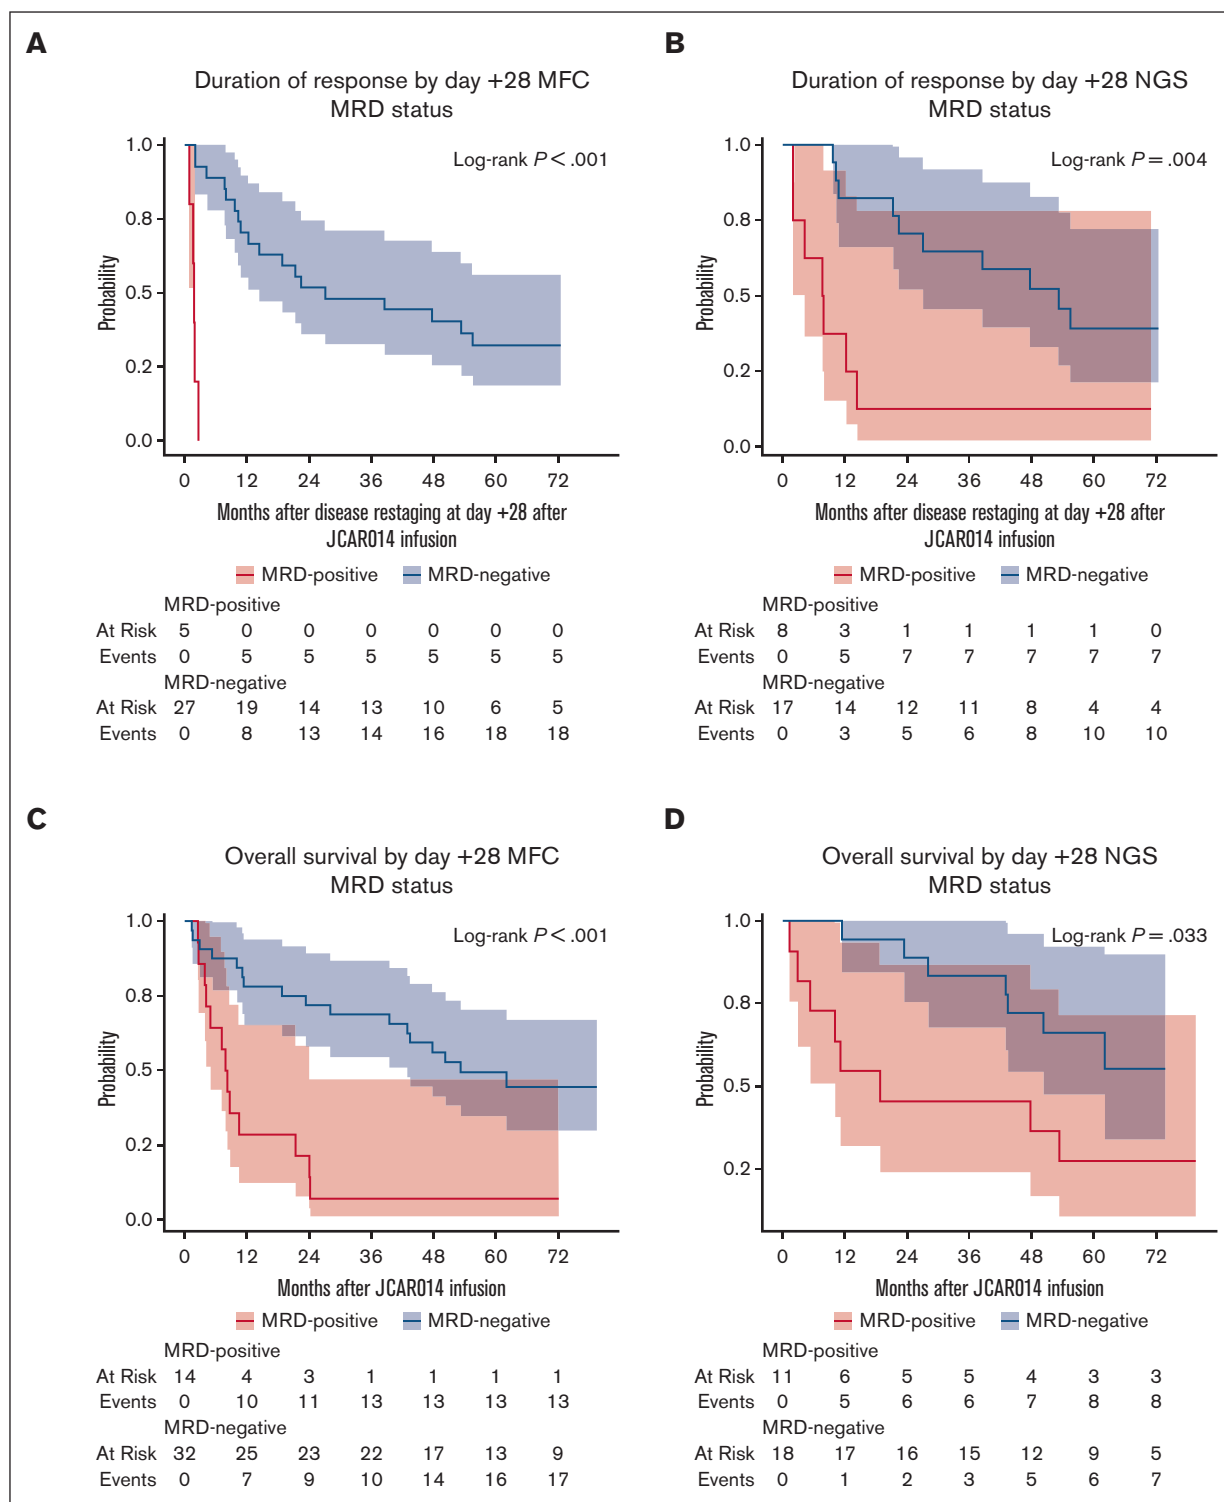 A
Duration of response by day +28 MFC
MRD status
Log-rank P < .001
Probability
1.0
0.8
0.5
0.2
0.0
0 12 24 36 48 60 72
Months after disease restaging at day +28 after
JCAR014 infusion
MRD-positive MRD-negative
MRD-positive
At Risk 5 0 0 0 0 0 0
Events 0 5 5 5 5 5 5
MRD-negative
At Risk 27 19 14 13 10 6 5
Events 0 8 13 14 16 18 18
B
Duration of response by day +28 NGS
MRD status
Log-rank P = .004
Probability
1.0
0.8
0.5
0.2
0.0
0 12 24 36 48 60 72
Months after disease restaging at day +28 after
JCAR014 infusion
MRD-positive MRD-negative
MRD-positive
At Risk 8 3 1 1 1 1 0
Events 0 5 7 7 7 7 7
MRD-negative
At Risk 17 14 12 11 8 4 4
Events 0 3 5 6 8 10 10
C
Overall survival by day +28 MFC
MRD status
Log-rank P < .001
Probability
1.0
0.8
0.5
0.2
0.0
0 12 24 36 48 60 72
Months after JCAR014 infusion
MRD-positive MRD-negative
MRD-positive
At Risk 14 4 3 1 1 1 1
Events 0 10 11 13 13 13 13
MRD-negative
At Risk 32 25 23 22 17 13 9
Events 0 7 9 10 14 16 17
D
Overall survival by day +28 NGS
MRD status
Log-rank P = .033
Probability
1.0
0.8
0.5
0.2
0 12 24 36 48 60 72
Months after JCAR014 infusion
MRD-positive MRD-negative
MRD-positive
At Risk 11 6 5 5 4 3 3
Events 0 5 6 6 7 8 8
MRD-negative
At Risk 18 17 16 15 12 9 5
Events 0 1 2 3 5 6 7